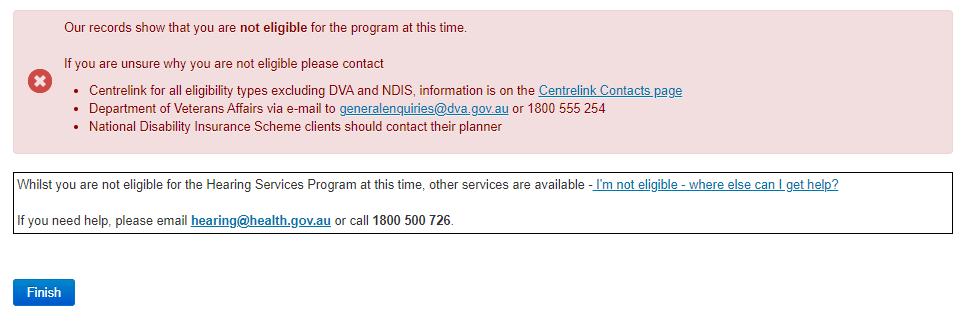 Our records show that you are not eligible for the program at this time.
If you are unsure why you are not eligible please contact
• Centrelink for all eligibility types excluding DVA and NDIS, information is on the Centrelink Contacts page
• Department of Veterans Affairs via e-mail to generalenquiries@dva.gov.au or 1800 555 254
• National Disability Insurance Scheme clients should contact their planner
Whilst you are not eligible for the Hearing Services Program at this time, other services are available - I'm not eligible - where else can I get help?
If you need help, please email hearing@health.gov.au or call 1800 500 726.
Finish